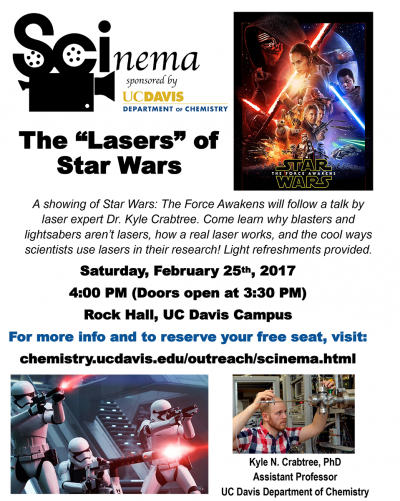 SCinema
sponsored by
UCDAVIS
DEPARTMENT OF CHEMISTRY
The “Lasers” of
Star Wars
STAR
THE FORCE AWAKENS
WARS
A showing of Star Wars: The Force Awakens will follow a talk by
laser expert Dr. Kyle Crabtree. Come learn why blasters and
lightsabers aren’t lasers, how a real laser works, and the cool ways
scientists use lasers in their research! Light refreshments provided.
Saturday, February 25th, 2017
4:00 PM (Doors open at 3:30 PM)
Rock Hall, UC Davis Campus
For more info and to reserve your free seat, visit:
chemistry.ucdavis.edu/outreach/scinema.html
Kyle N. Crabtree, PhD
Assistant Professor
UC Davis Department of Chemistry